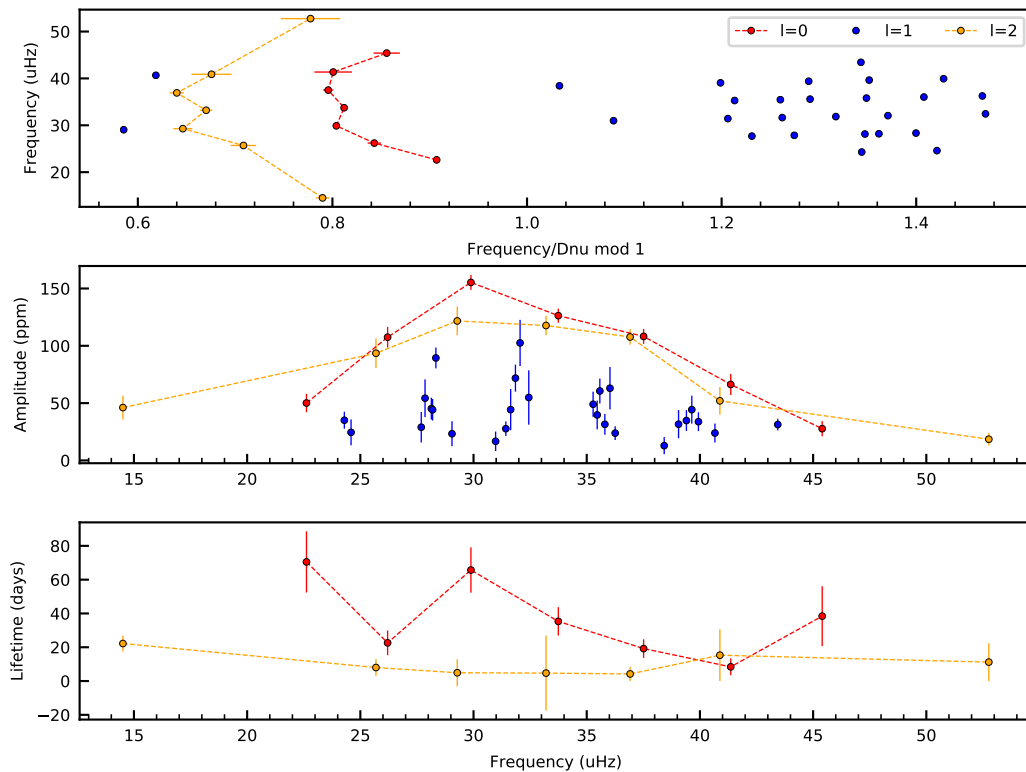 l=0 l=1 l=2
Frequency (uHz)
50
40
30
20
0.6 0.8 1.0 1.2 1.4
Frequency/Dnu mod 1
Amplitude (ppm)
150
100
50
0
15 20 25 30 35 40 45 50
Lifetime (days)
80
60
40
20
0
−20
15 20 25 30 35 40 45 50
Frequency (uHz)